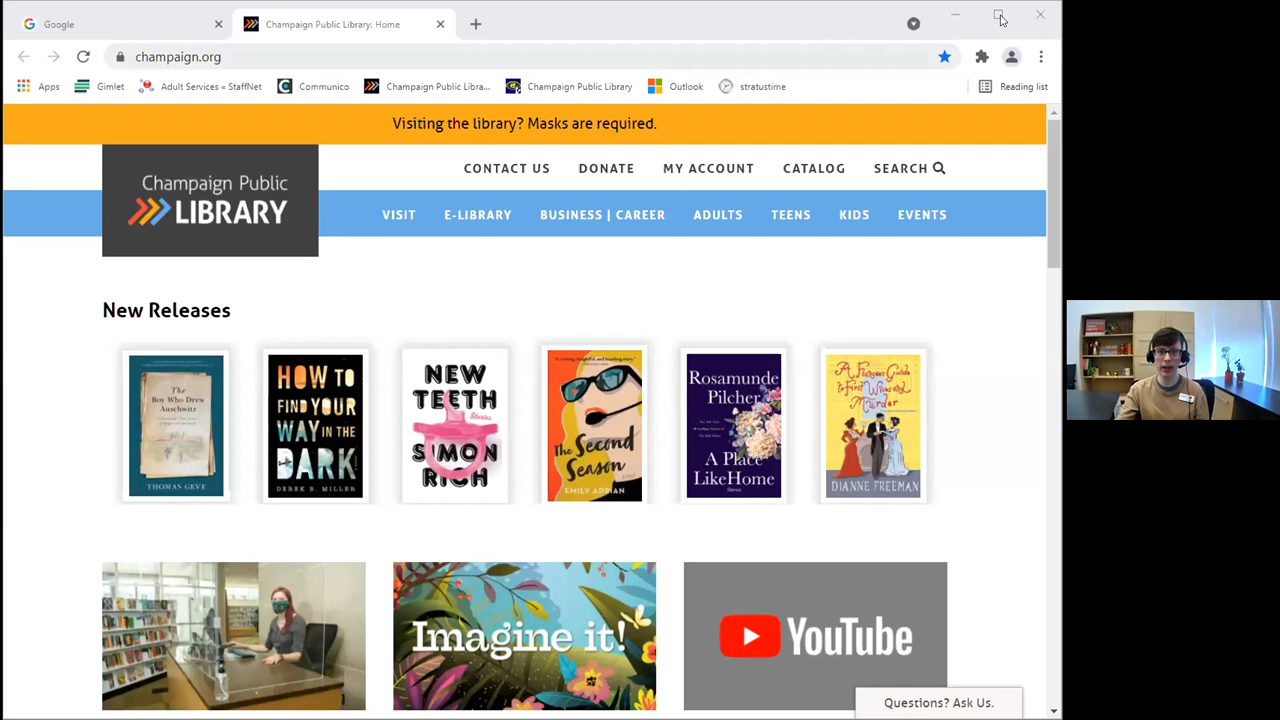 Google
Champaign Public Library: Home
champaign.org
Apps
Gimlet
Adult Services « StaffNet
Communico
Champaign Public Libra...
Champaign Public Library
Outlook
stratustime
Reading list
Visiting the library? Masks are required.
CONTACT US
DONATE
MY ACCOUNT
CATALOG
SEARCH
Champaign Public
LIBRARY
VISIT
E-LIBRARY
BUSINESS | CAREER
ADULTS
TEENS
KIDS
EVENTS
New Releases
The
Boy Who Drew
Auschwitz
THOMAS GEVE
HOW TO
FIND YOUR
WAY IN THE
DARK
DEREK B. MILLER
NEW
TEETH
Stories
SIMON
RICH
The Second
Season
EMILY ADRIAN
Rosamunde
Pilcher
A Place
Like Home
Stories
A Fiancée's
Guide
to First Wives and
Murder
DIANNE FREEMAN
Imagine it!
YouTube
Questions? Ask Us.